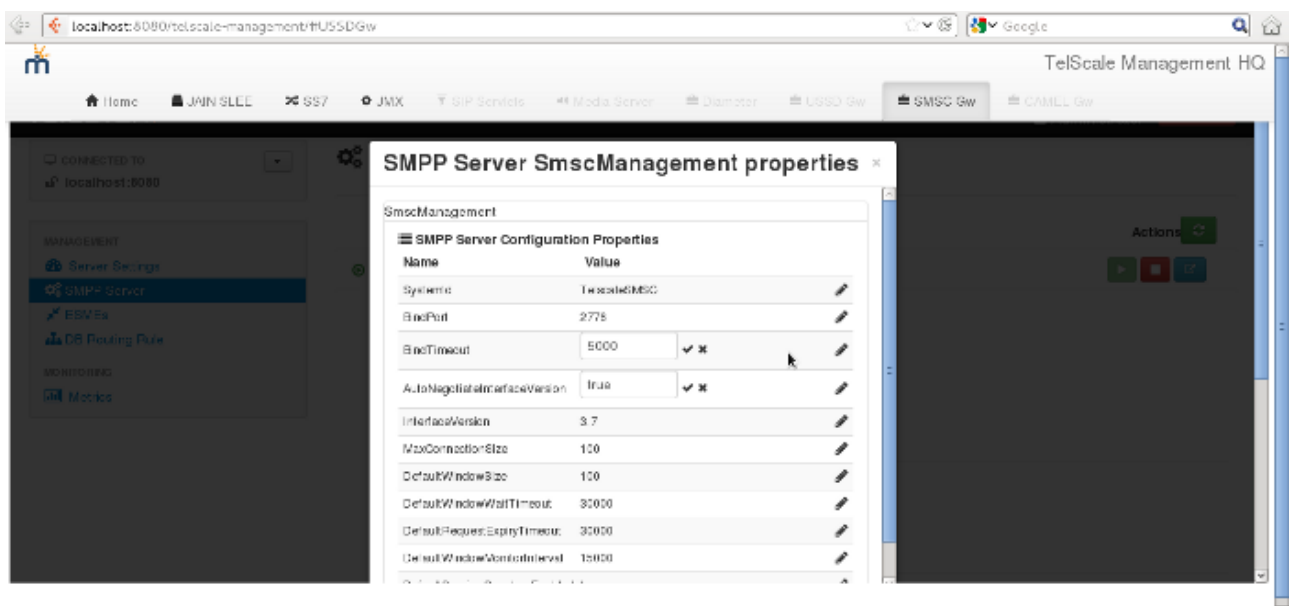 localhost:8080/telscale-management/#USSDGw
Google
TelScale Management HQ
Home JAIN SLEE SS7 JMX SIP Servlets Media Server Diameter USSD Gw SMSC Gw CAMEL Gw
CONNECTED TO
localhost:8080
SMPP Server SmscManagement properties ×
MANAGEMENT
Server Settings
SMPP Server
ESMEs
DB Routing Rule
MONITORING
Metrics
Actions
SmscManagement
SMPP Server Configuration Properties
Name Value
SystemId TelscaleSMSC
BindPort 2776
BindTimeout 5000
AutoNegotiateInterfaceVersion true
InterfaceVersion 3.7
MaxConnectionSize 100
DefaultWindowSize 100
DefaultWindowWaitTimeout 30000
DefaultRequestExpiryTimeout 30000
DefaultWindowMonitorInterval 15000